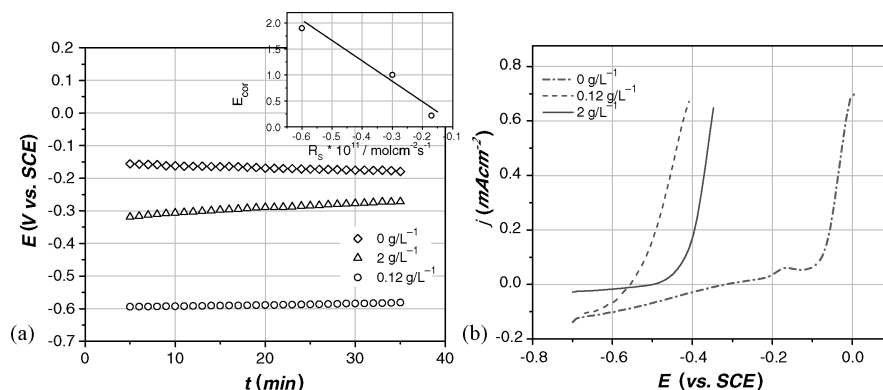 (a)
E (V vs. SCE)
0.2
0.1
0.0
-0.1
-0.2
-0.3
-0.4
-0.5
-0.6
-0.7
0 10 20 30 40
t (min)
◇ 0 g/L⁻¹
△ 2 g/L⁻¹
○ 0.12 g/L⁻¹
E_cor
2.0
1.5
1.0
0.5
0.0
-0.6 -0.5 -0.4 -0.3 -0.2 -0.1
R_S * 10¹¹ / molcm⁻²s
(b)
j (mAcm⁻²)
0.8
0.6
0.4
0.2
0.0
-0.2
-0.8 -0.6 -0.4 -0.2 0.0
E (vs. SCE)
0 g/L⁻¹
0.12 g/L⁻¹
2 g/L⁻¹